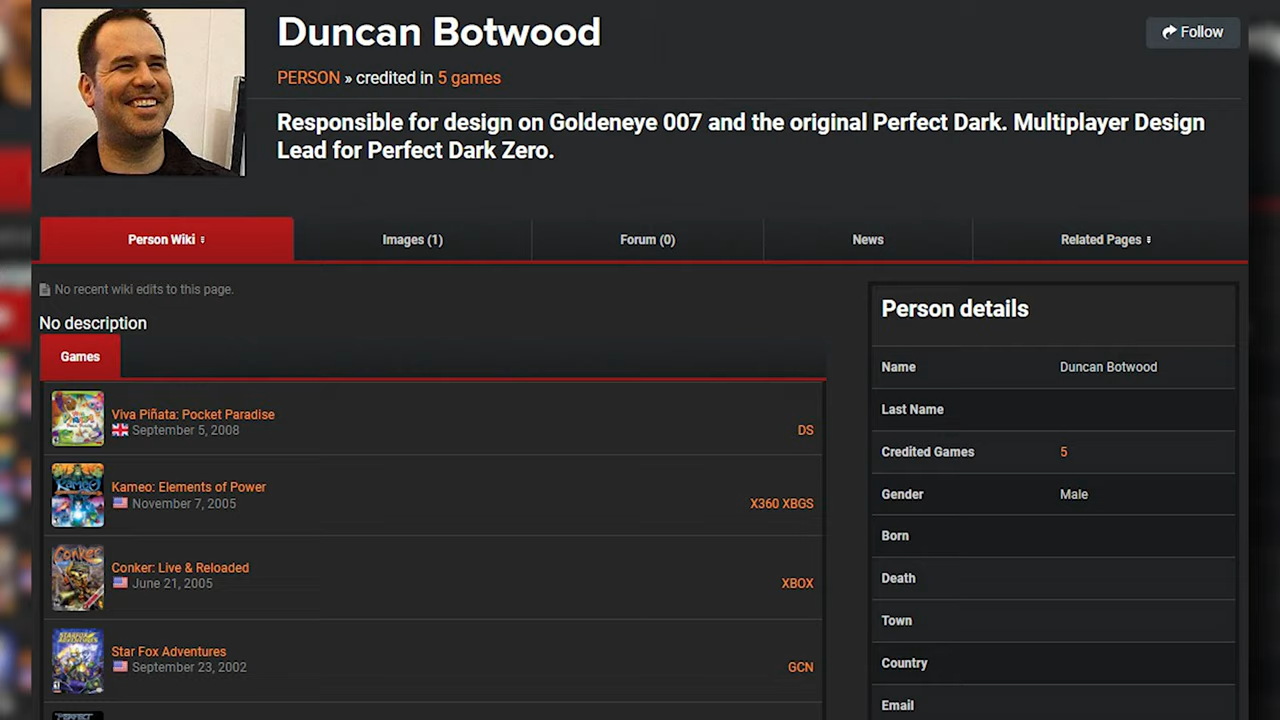 Duncan Botwood
Follow
PERSON » credited in 5 games
Responsible for design on Goldeneye 007 and the original Perfect Dark. Multiplayer Design
Lead for Perfect Dark Zero.
Person Wiki
Images (1)
Forum (0)
News
Related Pages
No recent wiki edits to this page.
No description
Games
Viva Piñata: Pocket Paradise
September 5, 2008
DS
Kameo: Elements of Power
November 7, 2005
X360 XBGS
Conker: Live & Reloaded
June 21, 2005
XBOX
Star Fox Adventures
September 23, 2002
GCN
Person details
Name Duncan Botwood
Last Name
Credited Games 5
Gender Male
Born
Death
Town
Country
Email